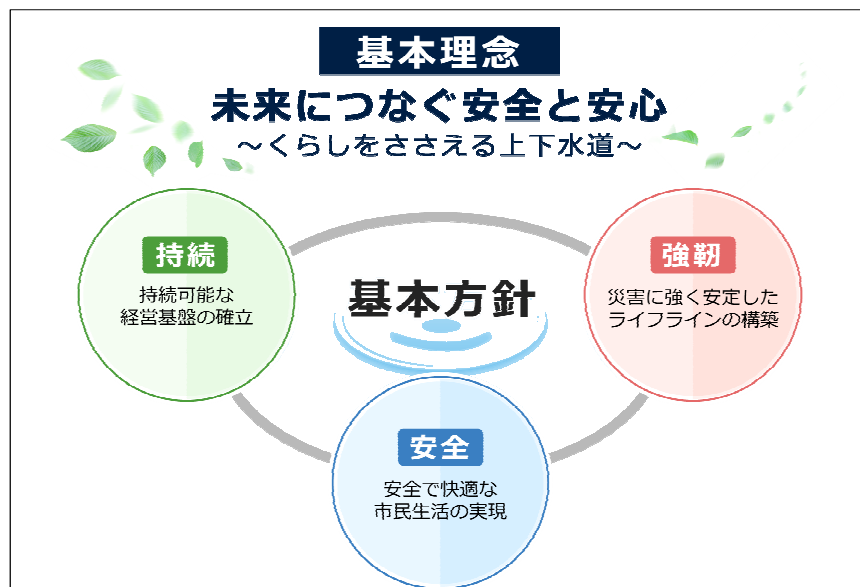 基本理念
未来につなぐ安全と安心
～くらしをささえる上下水道～
持続
持続可能な
経営基盤の確立
基本方針
強靭
災害に強く安定した
ライフラインの構築
安全
安全で快適な
市民生活の実現